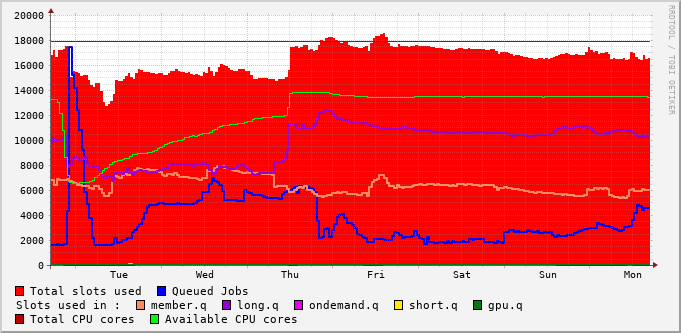 20000
18000
16000
14000
12000
10000
8000
6000
4000
2000
0
Tue Wed Thu Fri Sat Sun Mon
RRDTOOL / TOBI OETIKER
Total slots used Queued Jobs
Slots used in : member.q long.q ondemand.q short.q gpu.q
Total CPU cores Available CPU cores